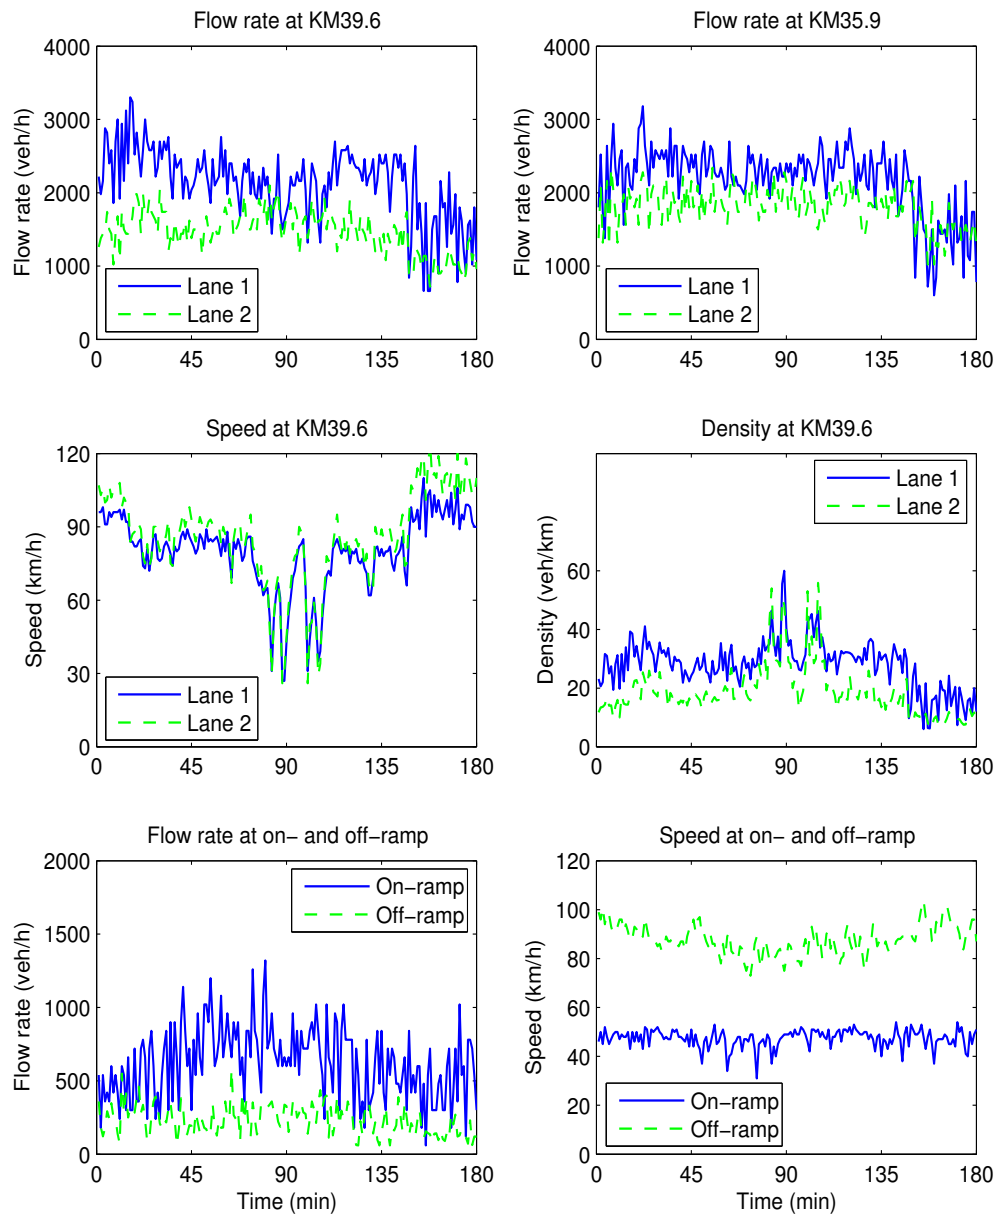 Flow rate at KM39.6
4000
3000
2000
1000
0
Flow rate (veh/h)
Lane 1
Lane 2
0 45 90 135 180
Flow rate at KM35.9
4000
3000
2000
1000
0
Flow rate (veh/h)
Lane 1
Lane 2
0 45 90 135 180
Speed at KM39.6
120
90
60
30
0
Speed (km/h)
Lane 1
Lane 2
0 45 90 135 180
Density at KM39.6
60
40
20
0
Density (veh/km)
Lane 1
Lane 2
0 45 90 135 180
Flow rate at on− and off−ramp
2000
1500
1000
500
0
Flow rate (veh/h)
On−ramp
Off−ramp
0 45 90 135 180
Time (min)
Speed at on− and off−ramp
120
100
80
60
40
20
0
Speed (km/h)
On−ramp
Off−ramp
0 45 90 135 180
Time (min)